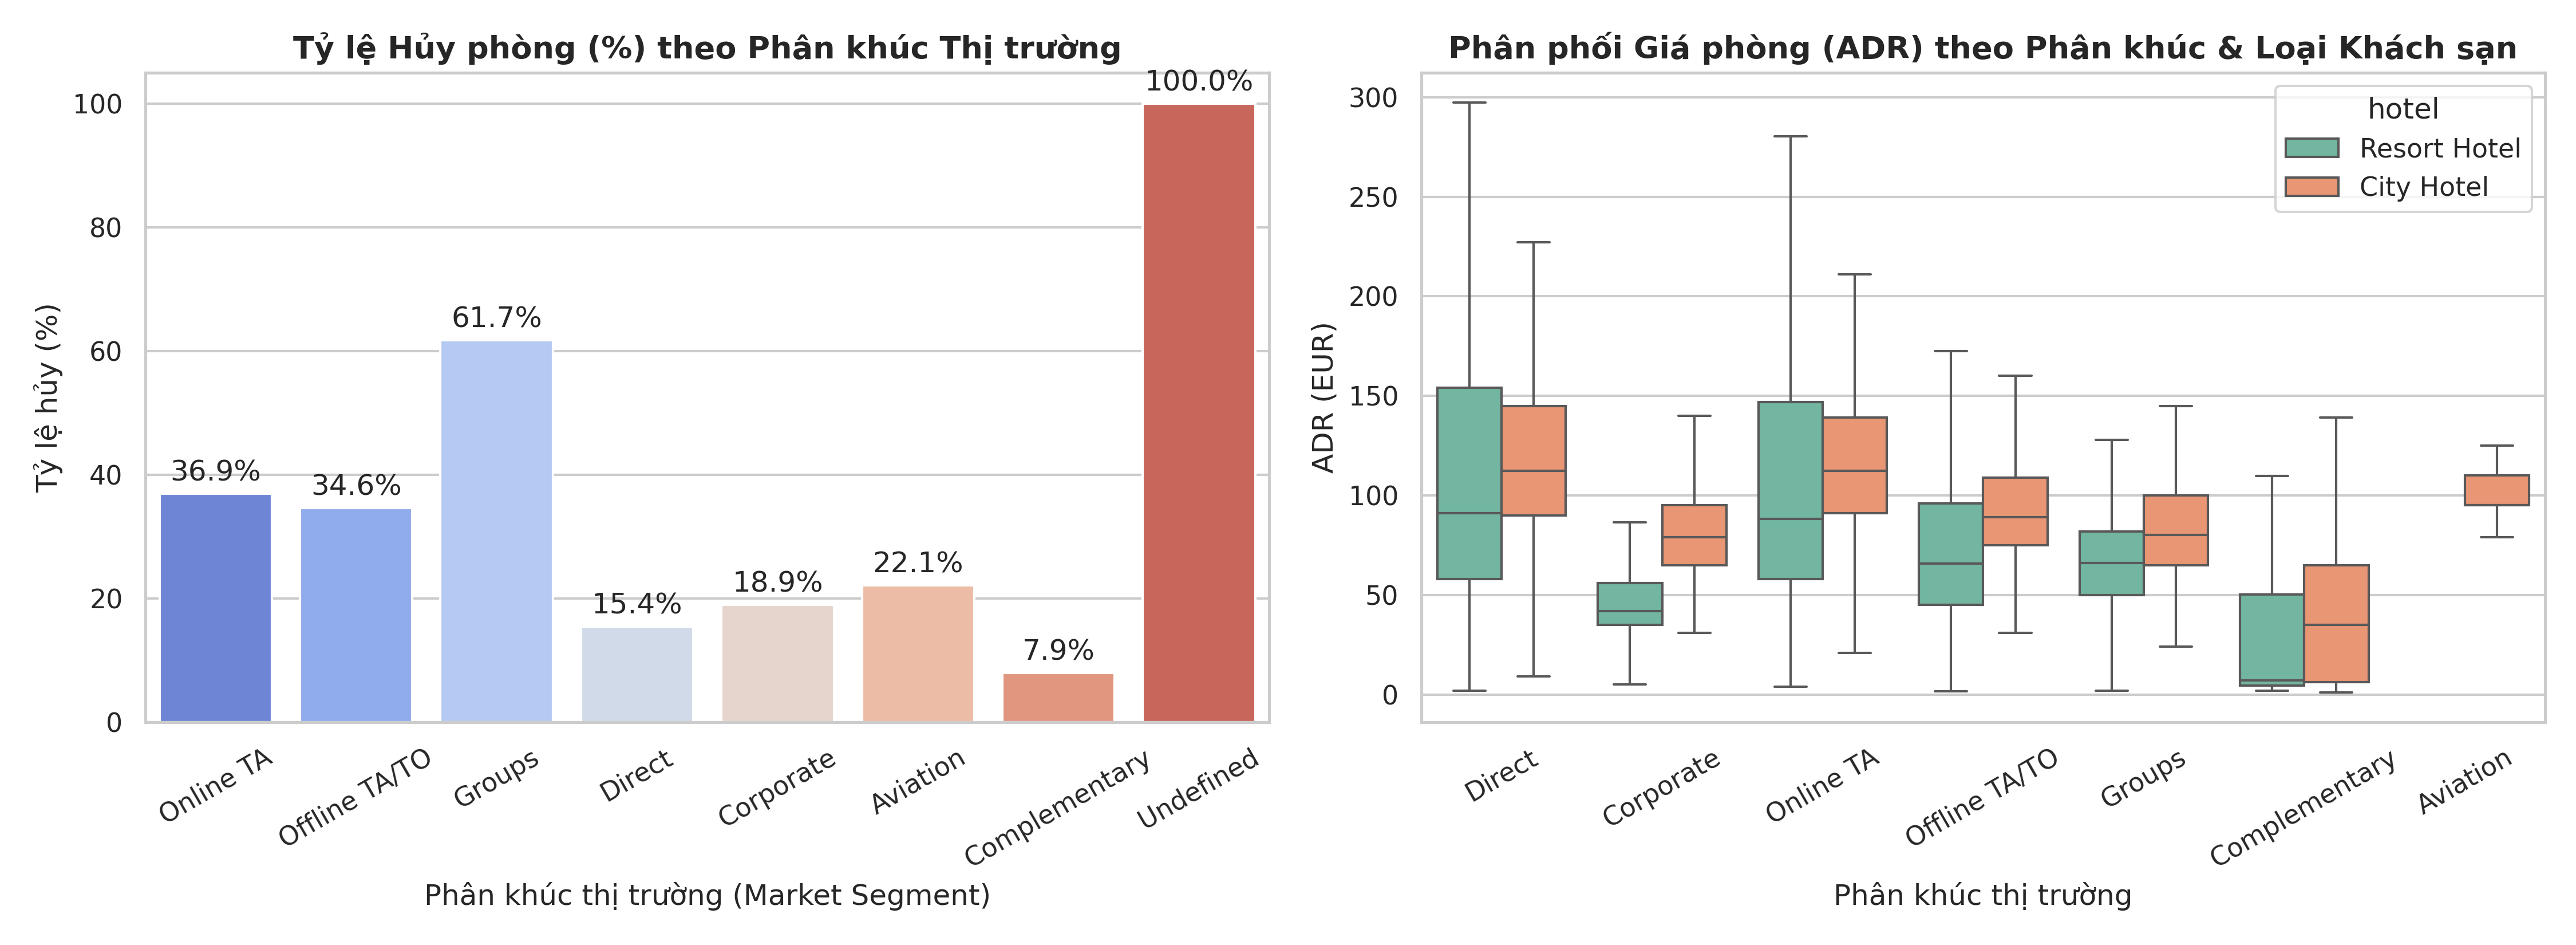 Tỷ lệ Hủy phòng (%) theo Phân khúc Thị trường
Tỷ lệ hủy (%)
100
80
60
40
20
0
36.9%
34.6%
61.7%
15.4%
18.9%
22.1%
7.9%
100.0%
Online TA
Offline TA/TO
Groups
Direct
Corporate
Aviation
Complementary
Undefined
Phân khúc thị trường (Market Segment)
Phân phối Giá phòng (ADR) theo Phân khúc & Loại Khách sạn
ADR (EUR)
300
250
200
150
100
50
0
hotel
Resort Hotel
City Hotel
Direct
Corporate
Online TA
Offline TA/TO
Groups
Complementary
Aviation
Phân khúc thị trường